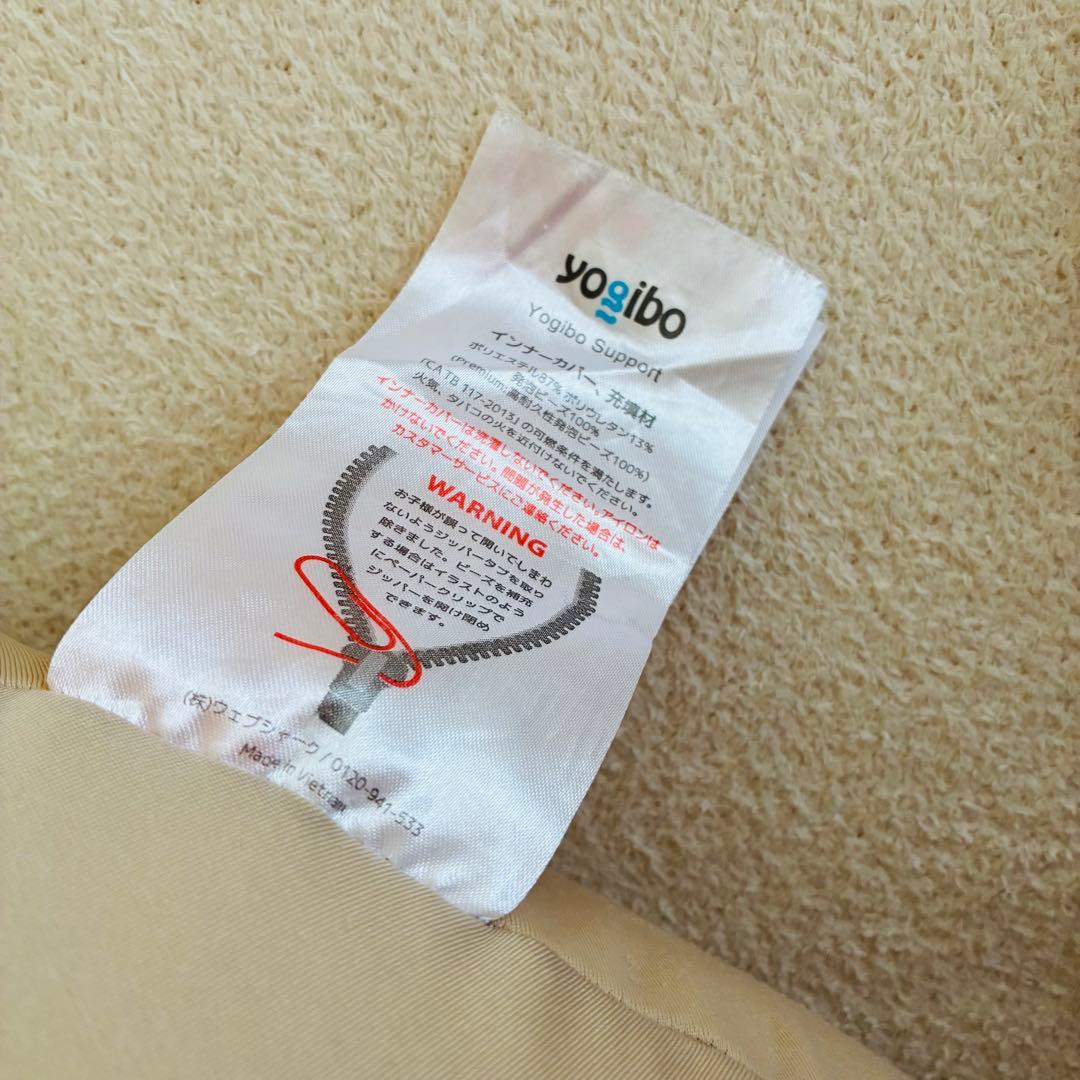 yogibo
Yogibo Support
インナーカバー、充填材
ポリエステル87% ポリウレタン13%
発泡ビーズ100%
(Premium:高耐久性発泡ビーズ100%)
「CA TB 117-2013」の可燃条件を満たします。
火気、タバコの火を近付けないでください。
インナーカバーは洗濯しないでください。アイロンは
かけないでください。問題が発生した場合は、
カスタマーサービスにご連絡ください。
WARNING
お子様が誤って開いてしまわ
ないようジッパータブを取り
除きました。ビーズを補充
する場合はイラストのよう
にペーパークリップで
ジッパーを開け閉め
できます。
(株)ウェブシャーク / 0120-941-533
Made in Vietnam